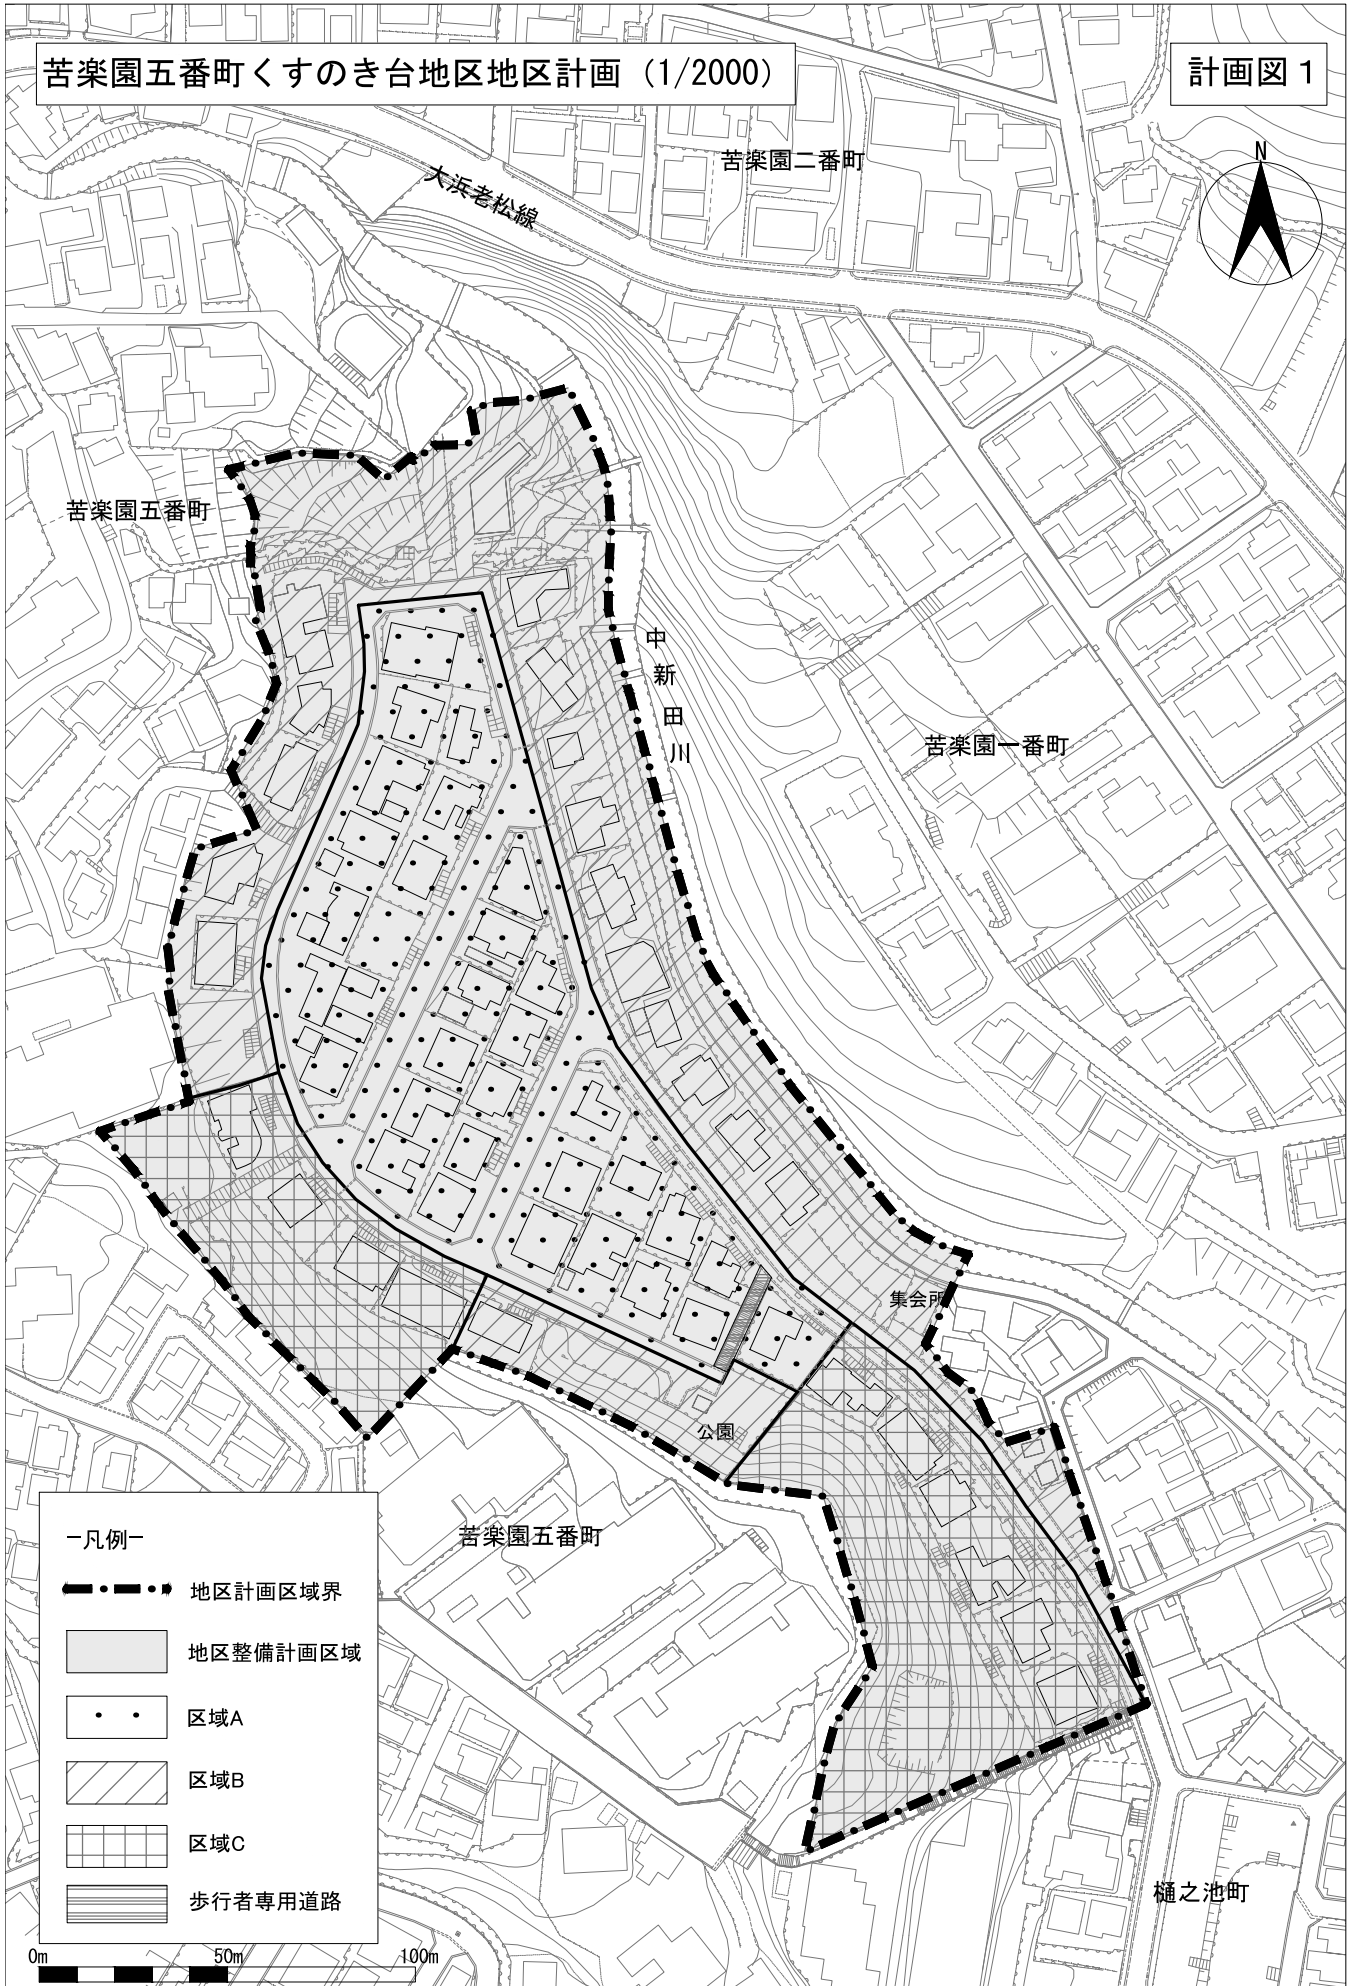 苦楽園五番町くすのき台地区地区計画（1/2000）
計画図１
N
苦楽園二番町
大浜老松線
苦楽園五番町
中新田川
苦楽園一番町
集会所
公園
苦楽園五番町
樋之池町
－凡例－
地区計画区域界
地区整備計画区域
区域A
区域B
区域C
歩行者専用道路
0m 50m 100m